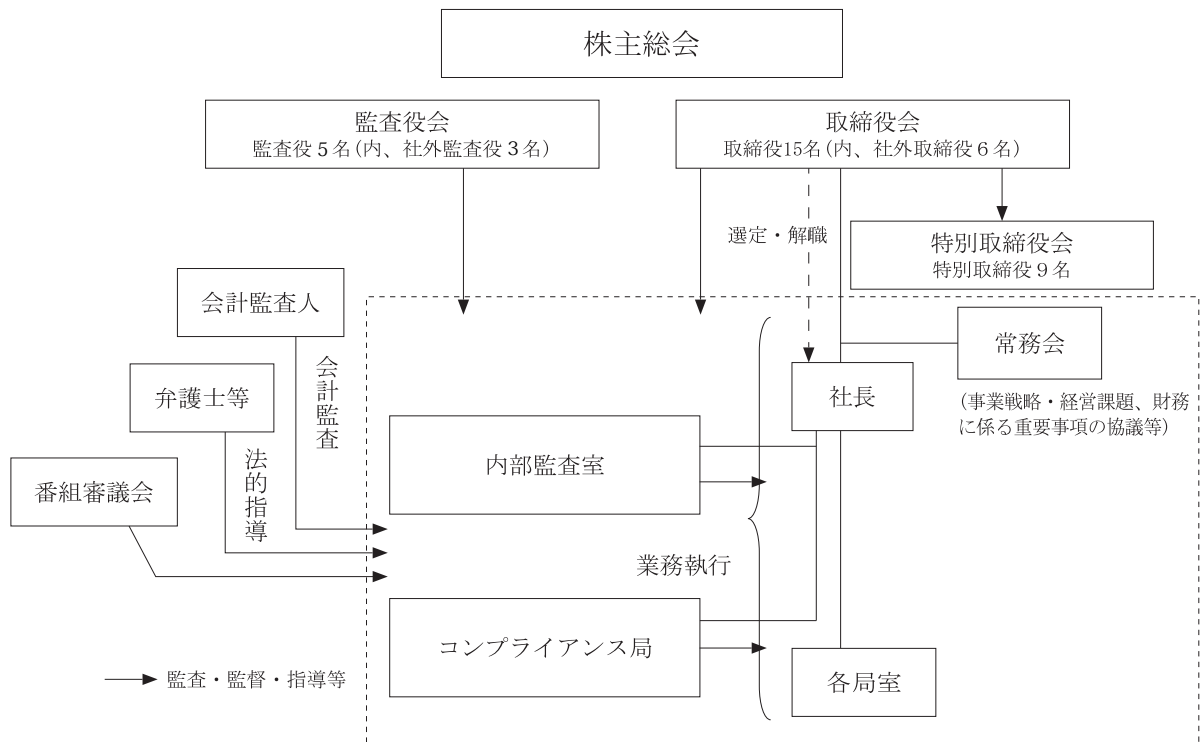 株主総会
監査役会
監査役5名(内、社外監査役3名)
取締役会
取締役15名(内、社外取締役6名)
選定・解職
特別取締役会
特別取締役9名
会計監査人
会計監査
常務会
(事業戦略・経営課題、財務
に係る重要事項の協議等)
社長
弁護士等
法的指導
内部監査室
番組審議会
業務執行
コンプライアンス局
各局室
監査・監督・指導等